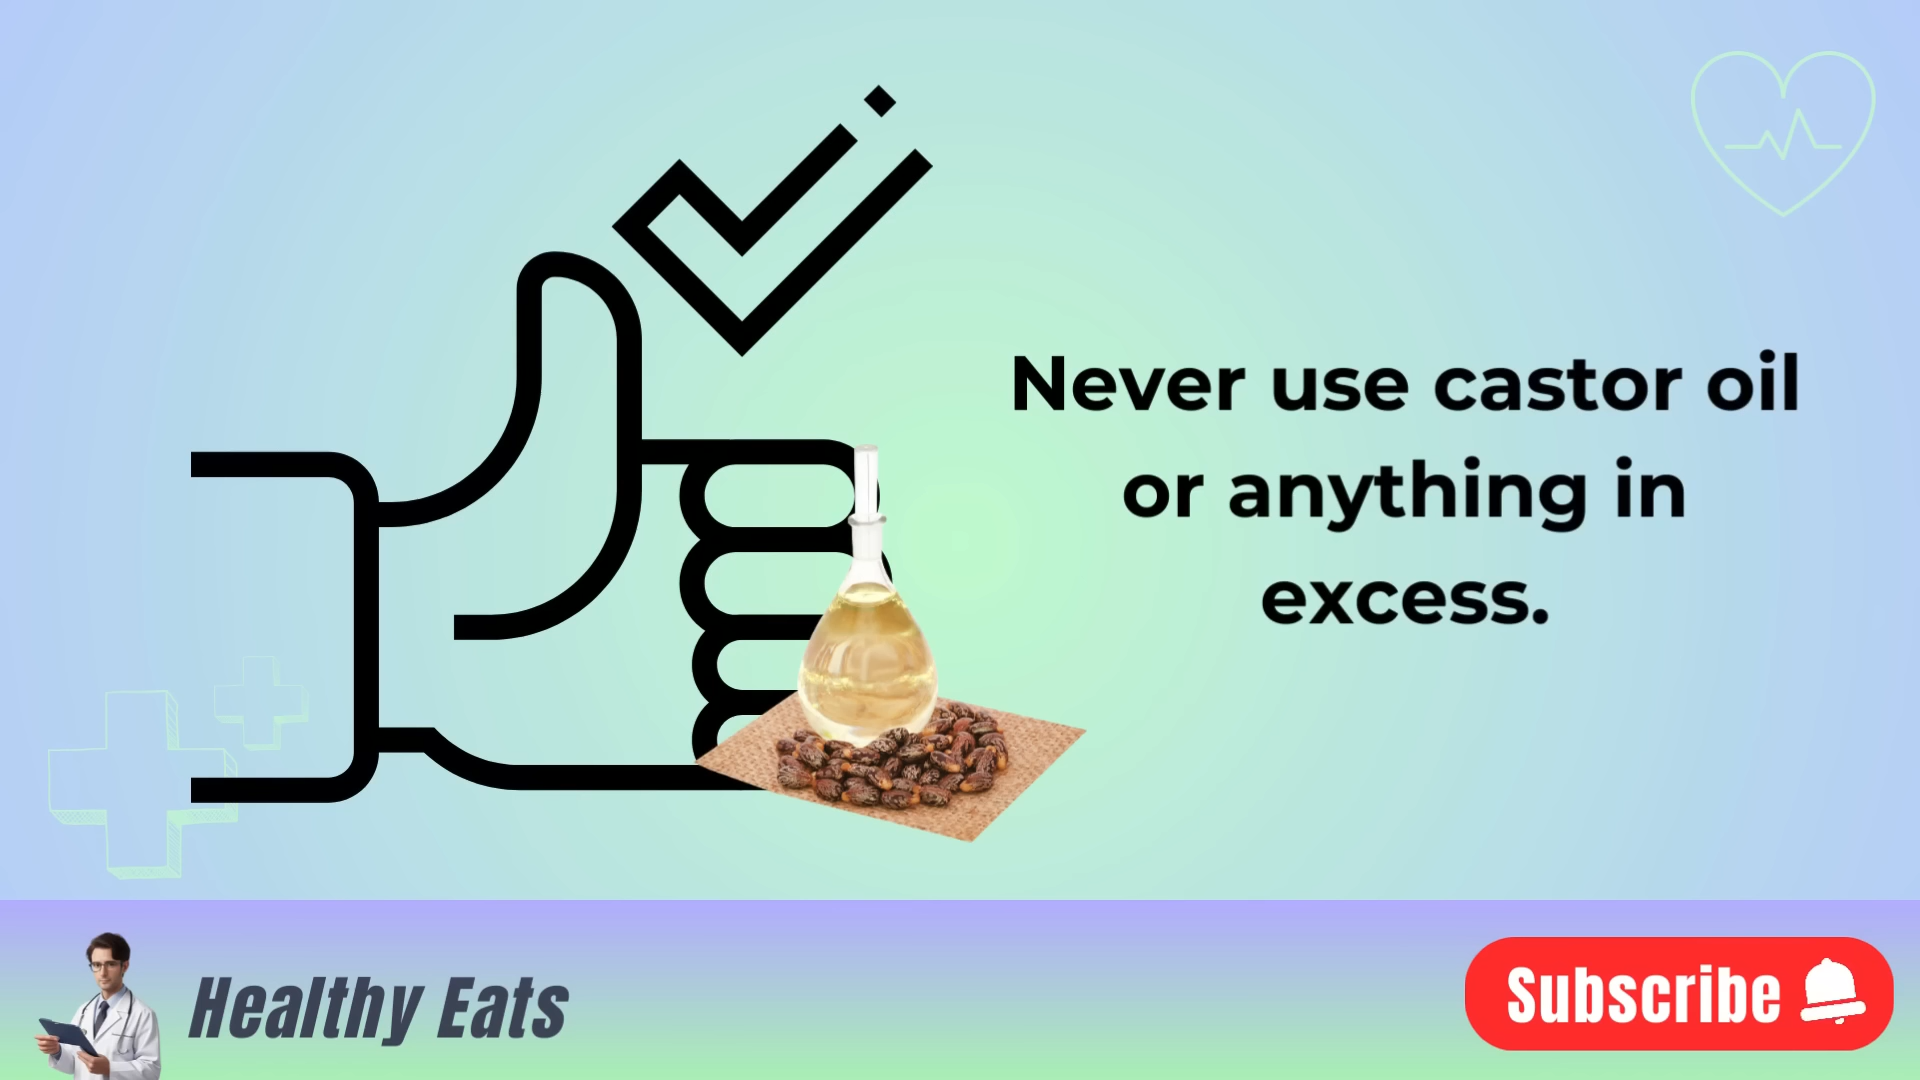 Never use castor oil
or anything in
excess.
Healthy Eats
Subscribe